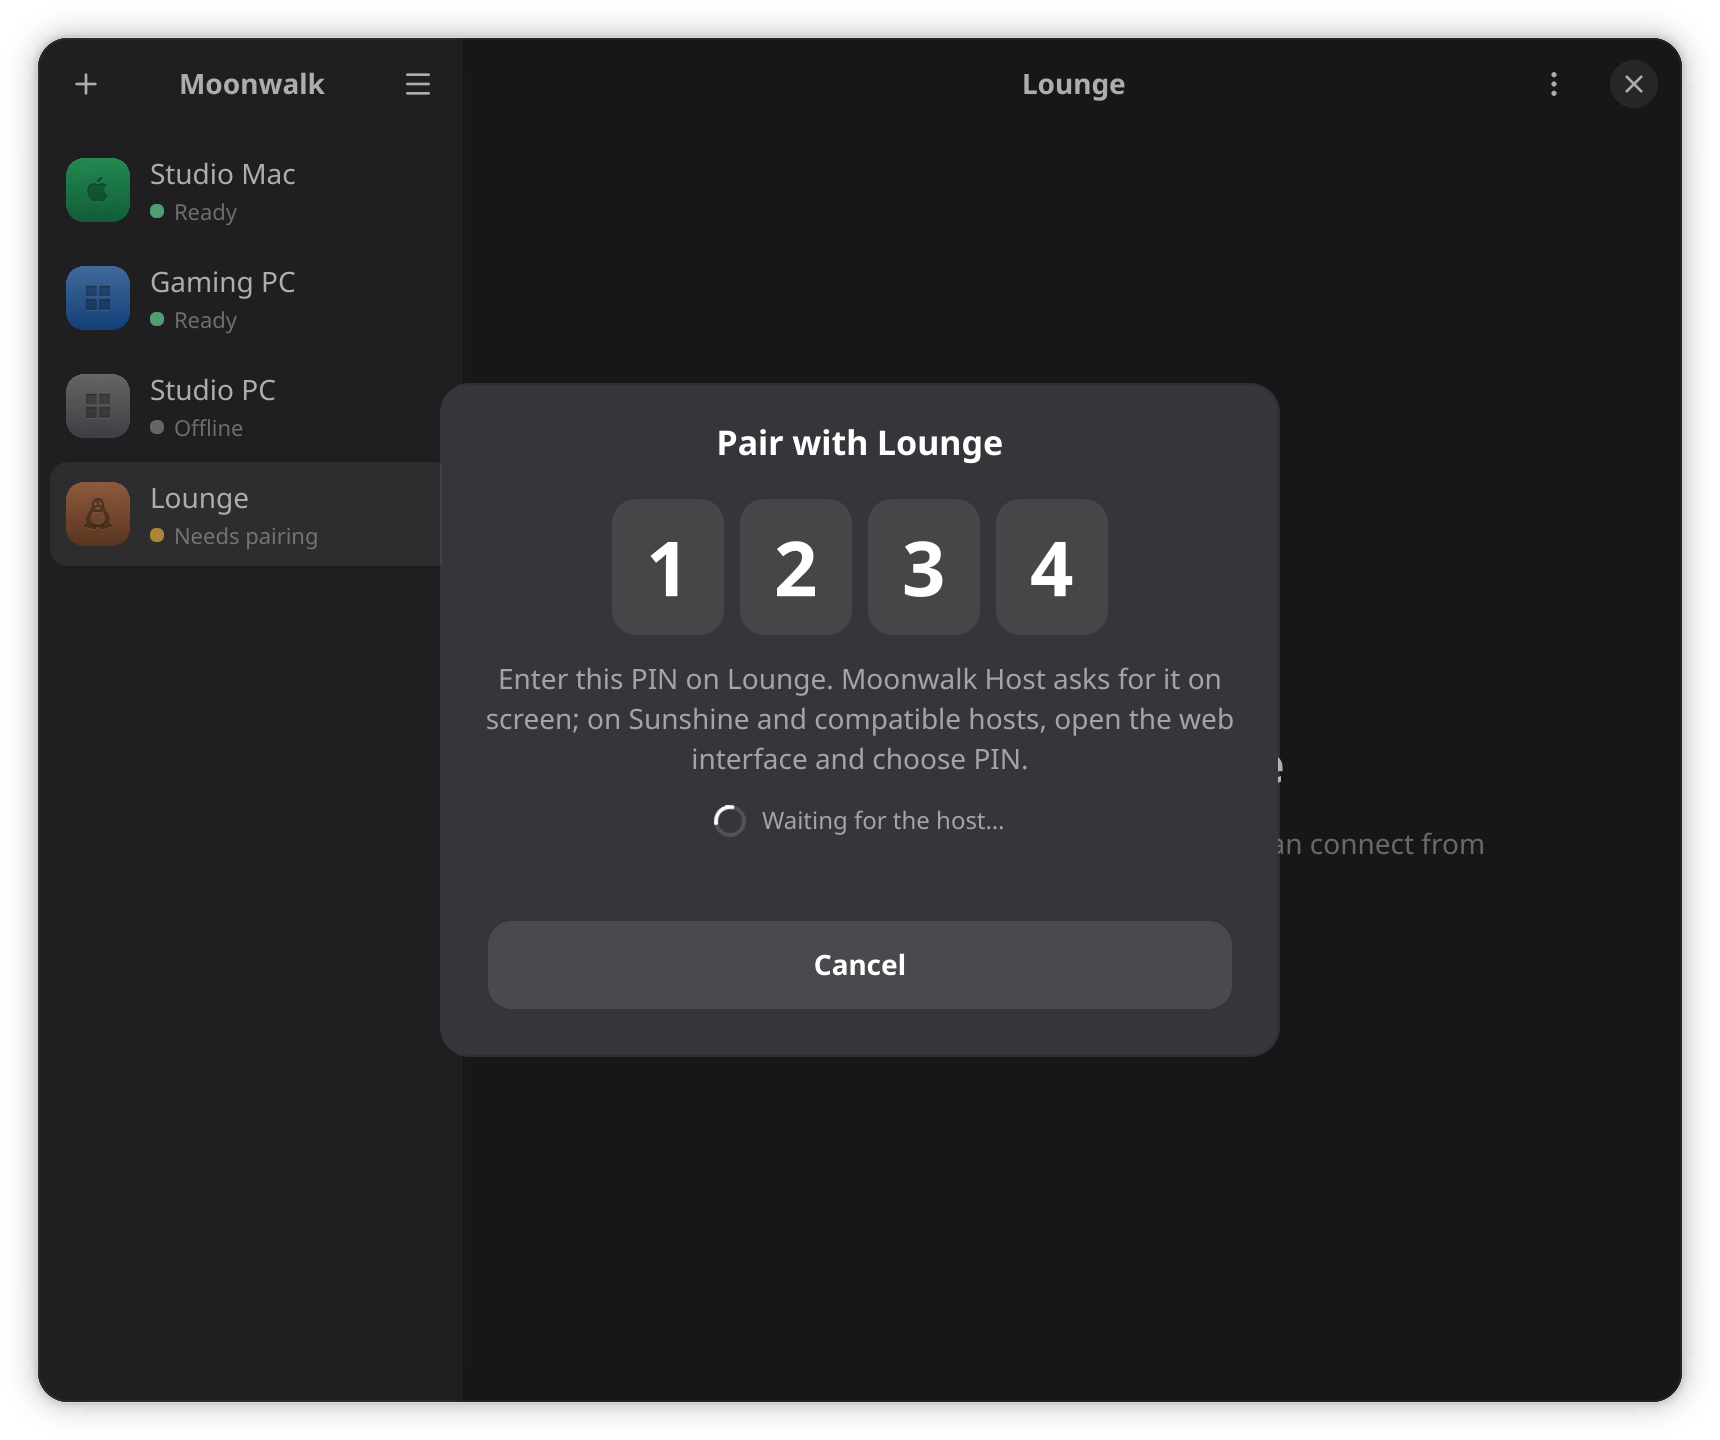 Moonwalk
Lounge
Studio Mac
Ready
Gaming PC
Ready
Studio PC
Offline
Lounge
Needs pairing
Pair with Lounge
1 2 3 4
Enter this PIN on Lounge. Moonwalk Host asks for it on
screen; on Sunshine and compatible hosts, open the web
interface and choose PIN.
Waiting for the host...
connect from
Cancel